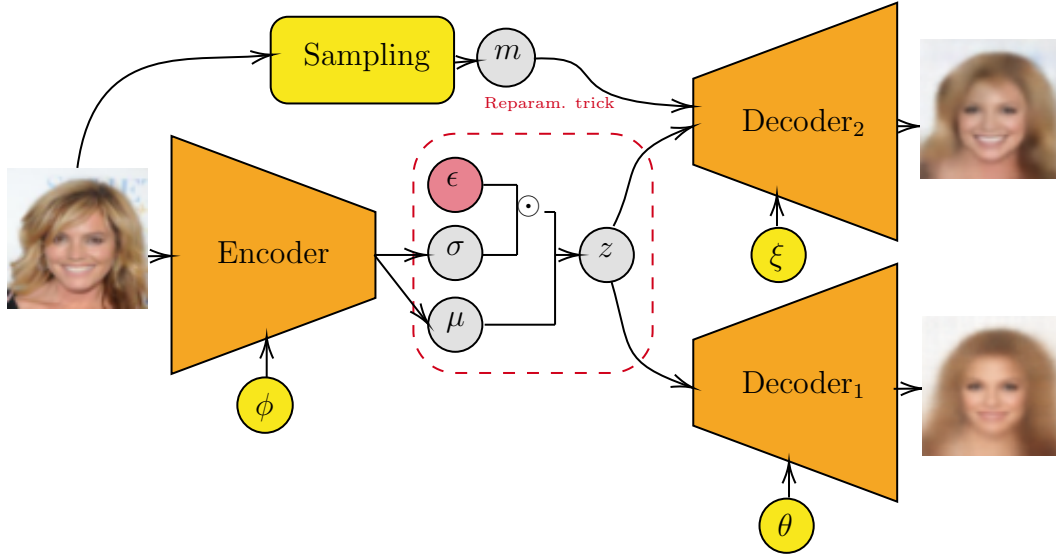 Sampling
m
Reparam. trick
Decoder₂
ϵ
⊙
Encoder
σ
z
ξ
μ
Decoder₁
ϕ
θ